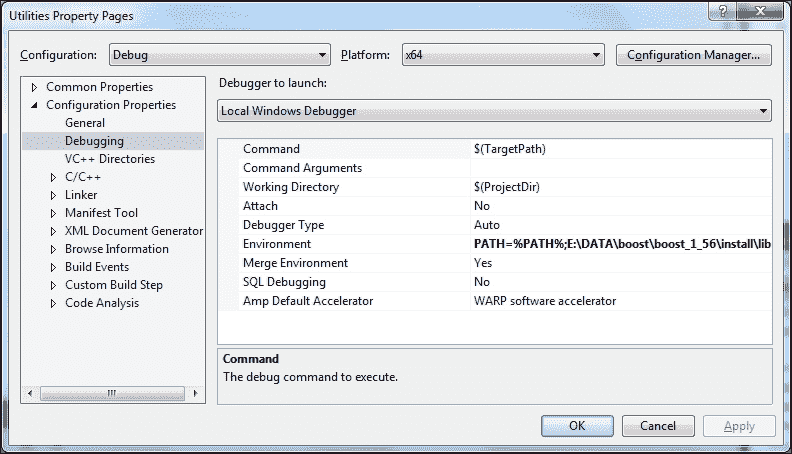 Utilities Property Pages
Configuration: Debug Platform: x64 Configuration Manager...
Common Properties
Configuration Properties
General
Debugging
VC++ Directories
C/C++
Linker
Manifest Tool
XML Document Generator
Browse Information
Build Events
Custom Build Step
Code Analysis
Debugger to launch:
Local Windows Debugger
Command $(TargetPath)
Command Arguments
Working Directory $(ProjectDir)
Attach No
Debugger Type Auto
Environment PATH=%PATH%;E:\DATA\boost\boost_1_56\install\lib
Merge Environment Yes
SQL Debugging No
Amp Default Accelerator WARP software accelerator
Command
The debug command to execute.
OK Cancel Apply